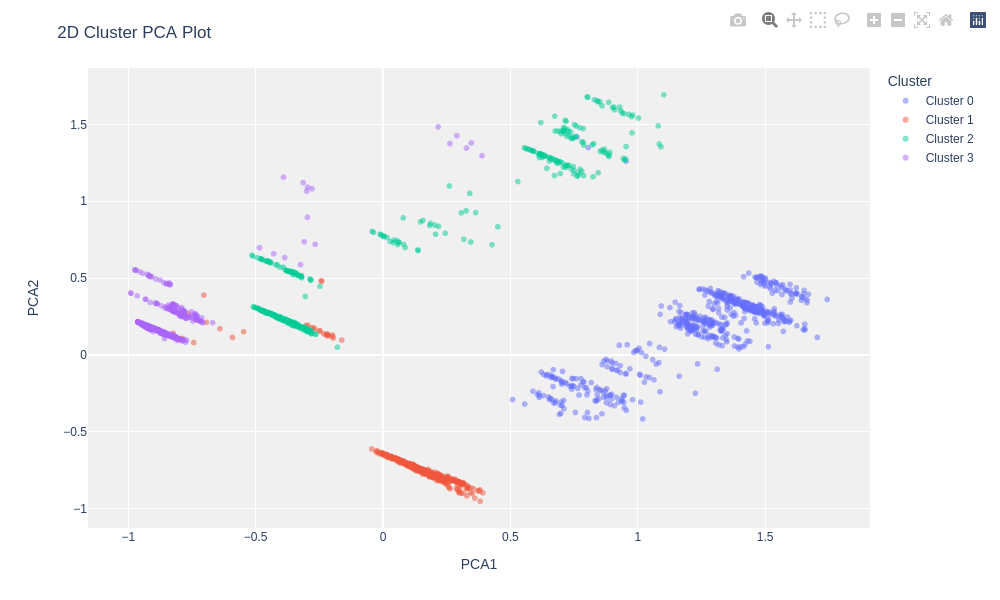 2D Cluster PCA Plot
Cluster
Cluster 0
Cluster 1
Cluster 2
Cluster 3
PCA2
1.5
1
0.5
0
−0.5
−1
−1
−0.5
0
0.5
1
1.5
PCA1